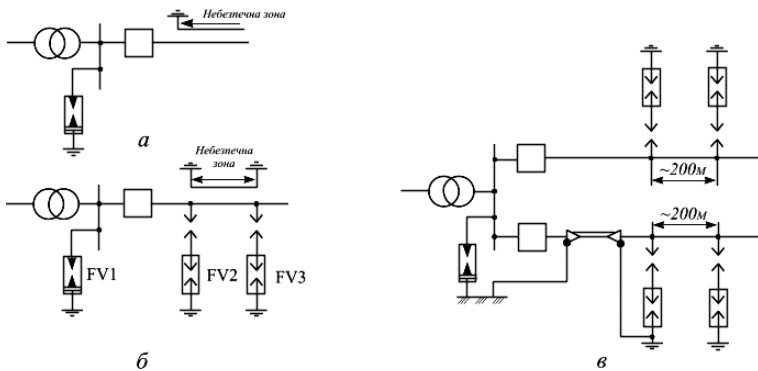 Небезпечна зона
а
Небезпечна
зона
FV1
FV2
FV3
б
~200м
~200м
в